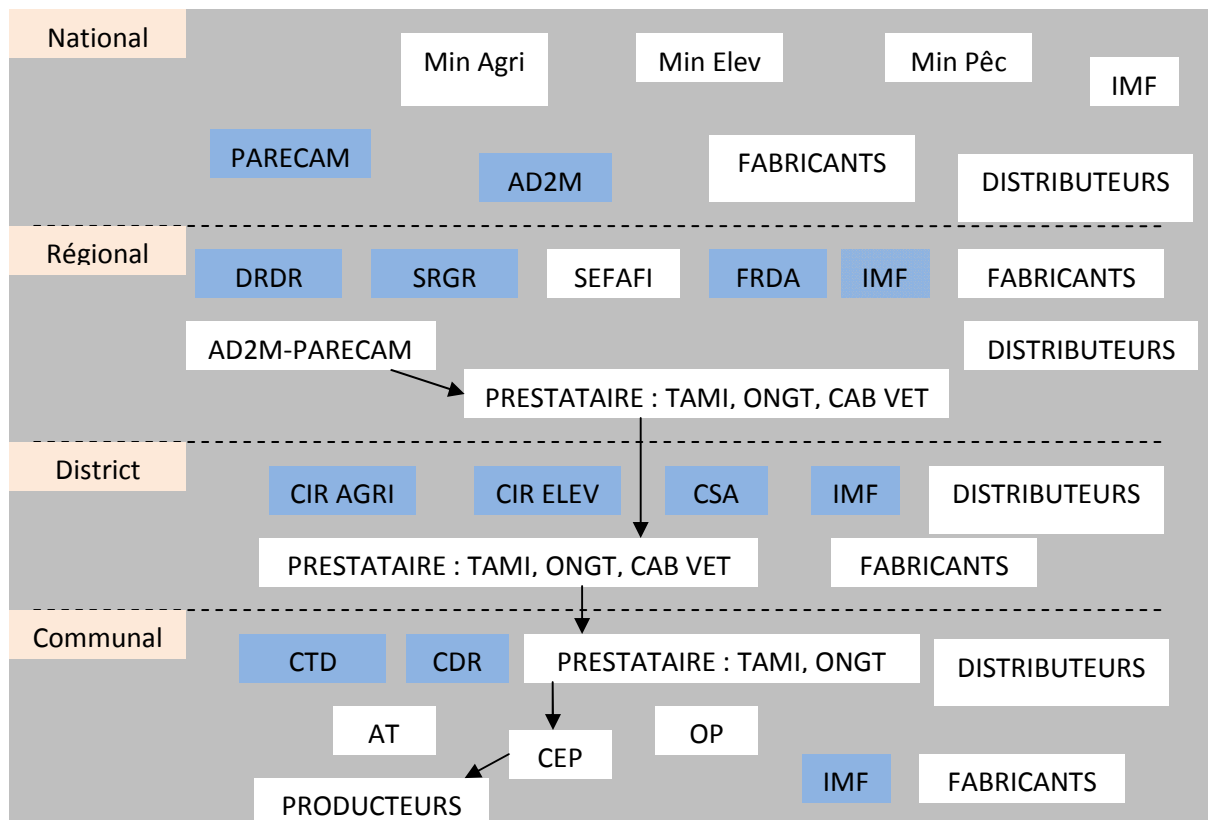 National
Min Agri
Min Elev
Min Pêc
IMF
PARECAM
AD2M
FABRICANTS
DISTRIBUTEURS
Régional
DRDR
SRGR
SEFAFI
FRDA
IMF
FABRICANTS
AD2M-PARECAM
DISTRIBUTEURS
PRESTATAIRE : TAMI, ONGT, CAB VET
District
CIR AGRI
CIR ELEV
CSA
IMF
DISTRIBUTEURS
PRESTATAIRE : TAMI, ONGT, CAB VET
FABRICANTS
Communal
CTD
CDR
PRESTATAIRE : TAMI, ONGT
DISTRIBUTEURS
AT
CEP
OP
IMF
FABRICANTS
PRODUCTEURS